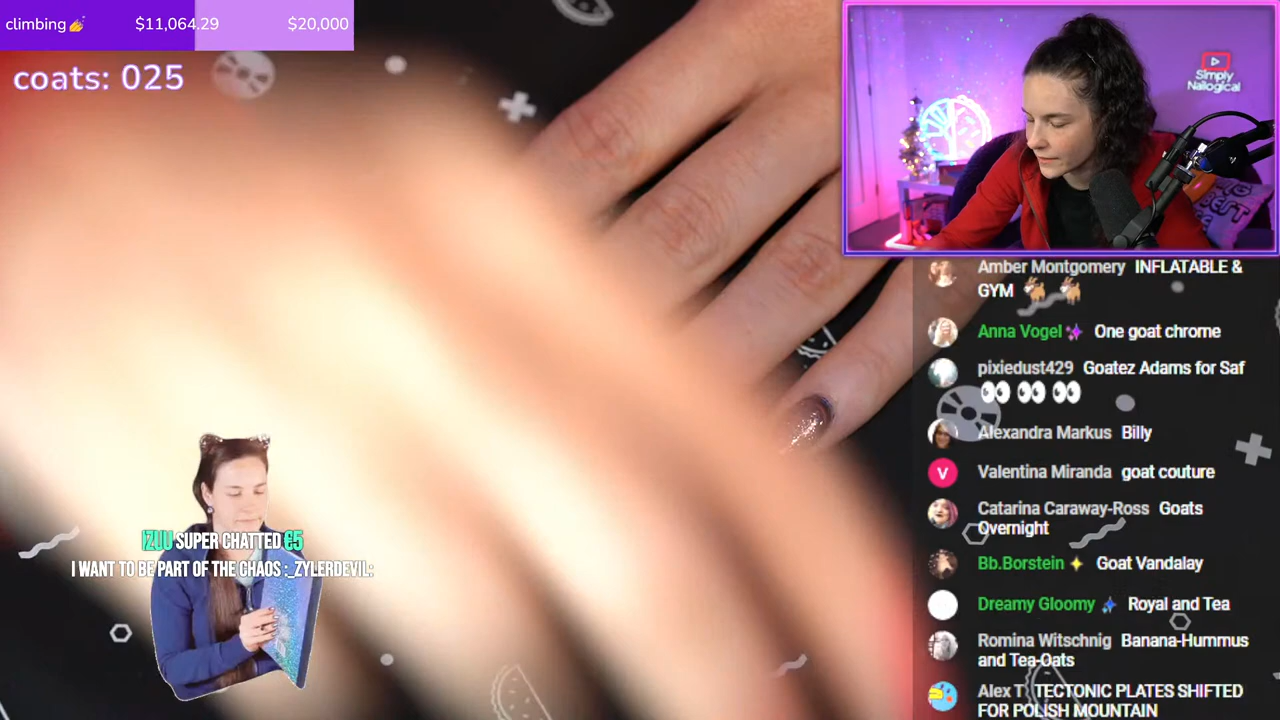 climbing💅 $11,064.29 $20,000
coats: 025
Simply
Nailogical
Amber Montgomery INFLATABLE &
GYM 🐐 🐐
Anna Vogel One goat chrome
pixiedust429 Goatez Adams for Saf
👀 👀 👀
Alexandra Markus Billy
V Valentina Miranda goat couture
Catarina Caraway-Ross Goats
Overnight
Bb.Borstein Goat Vandalay
Dreamy Gloomy Royal and Tea
Romina Witschnig Banana-Hummus
and Tea-Oats
Alex T. TECTONIC PLATES SHIFTED
FOR POLISH MOUNTAIN
IZUU SUPER CHATTED €5
I WANT TO BE PART OF THE CHAOS :_ZYLERDEVIL: